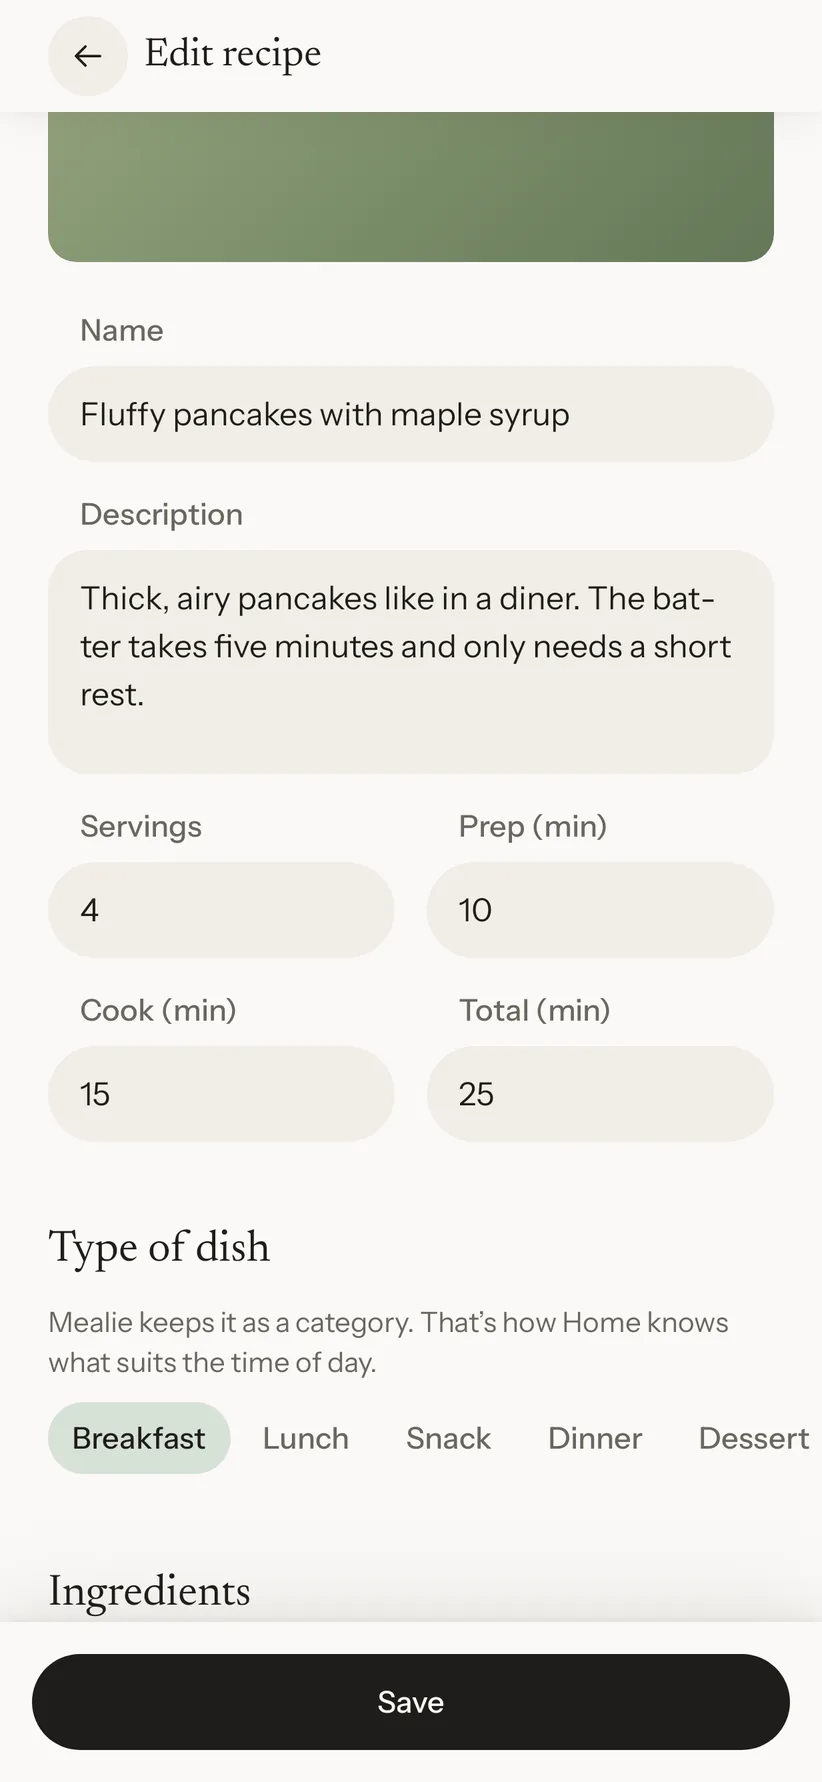 Edit recipe
Name
Fluffy pancakes with maple syrup
Description
Thick, airy pancakes like in a diner. The bat-
ter takes five minutes and only needs a short
rest.
Servings
Prep (min)
4
10
Cook (min)
Total (min)
15
25
Type of dish
Mealie keeps it as a category. That’s how Home knows
what suits the time of day.
Breakfast Lunch Snack Dinner Dessert
Ingredients
Save